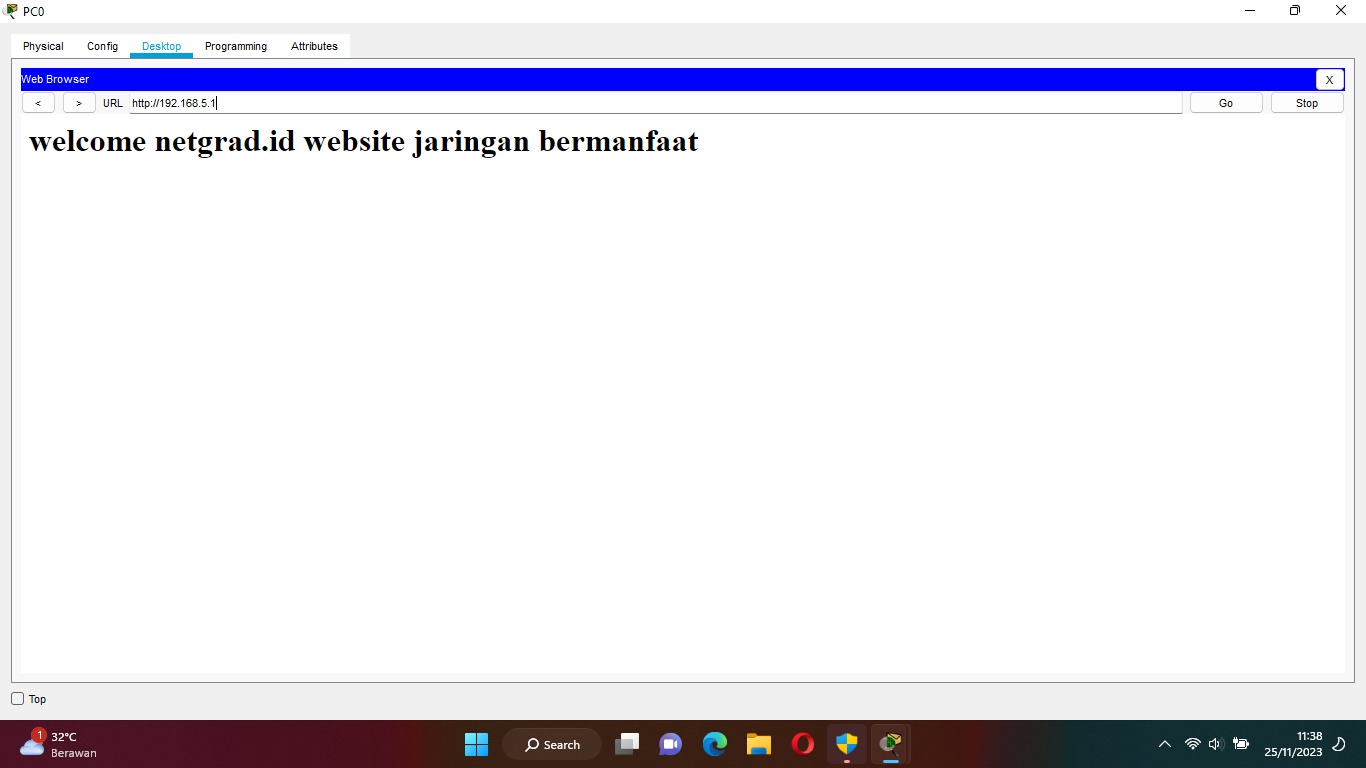 PC0
Physical Config Desktop Programming Attributes
Web Browser
X
< > URL http://192.168.5.1 Go Stop
welcome netgrad.id website jaringan bermanfaat
Top
1
32°C
Berawan
Search
11:38
25/11/2023